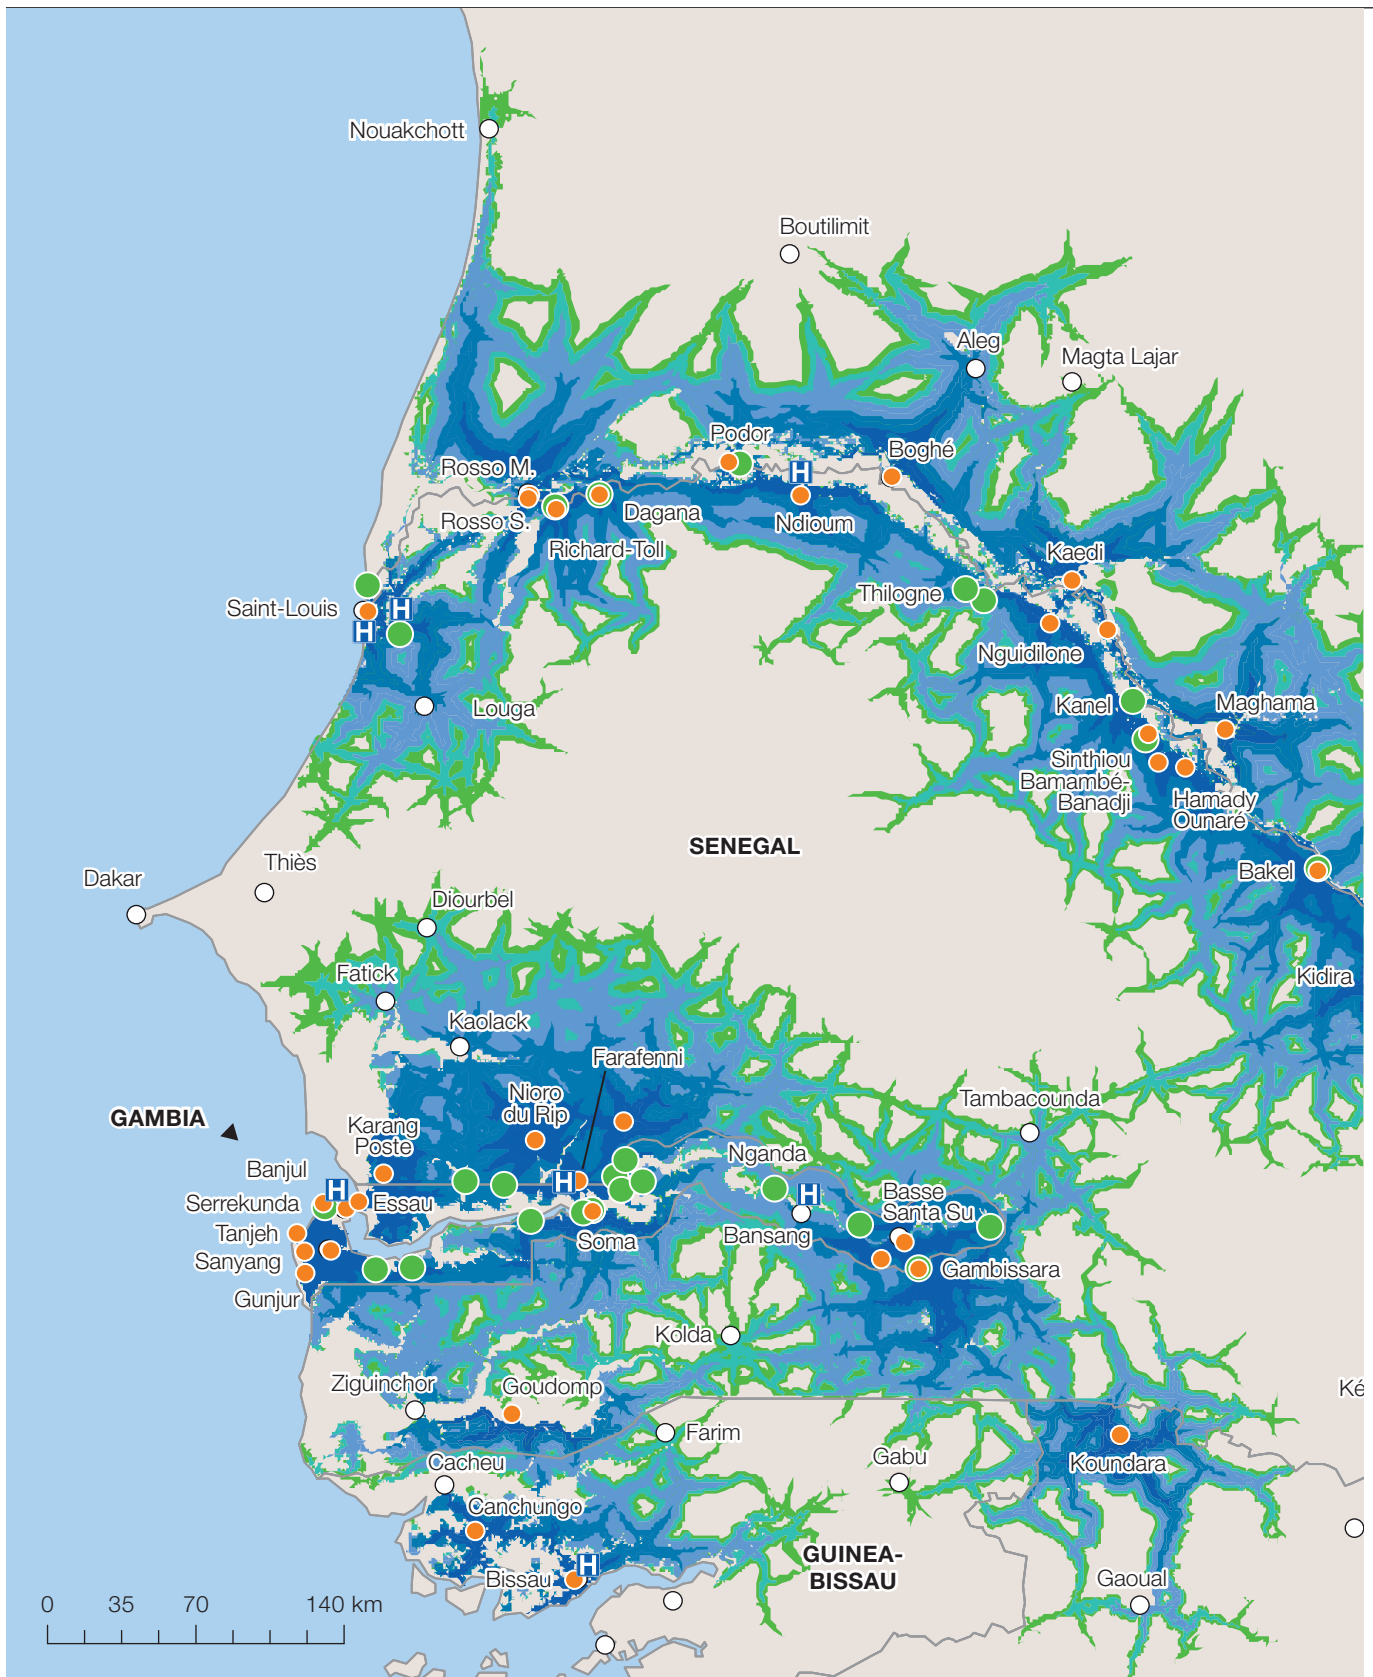 Nouakchott
Boutilimit
Aleg
Magta Lajar
Podor
H
Boghé
Rosso M.
Rosso S.
Dagana
Ndioum
Richard-Toll
Kaedi
Thilogne
Saint-Louis
H
H
Nguidilone
Louga
Kanel
Maghama
Sinthiou
Bamambé-
Banadji
Hamady
Ounaré
SENEGAL
Thiès
Dakar
Bakel
Diourbel
Fatick
Kidira
Kaolack
Farafenni
Nioro
du Rip
Tambacounda
GAMBIA
Karang
Poste
Nganda
Banjul
H
H
H
Serrekunda
Essau
Basse
Santa Su
Tanjeh
Soma
Bansang
Sanyang
Gambissara
Gunjur
Kolda
Ziguinchor
Goudomp
Ké
Farim
Cacheu
Gabu
Koundara
Canchungo
GUINEA-
BISSAU
H
Bissau
Gaoual
0 35 70 140 km